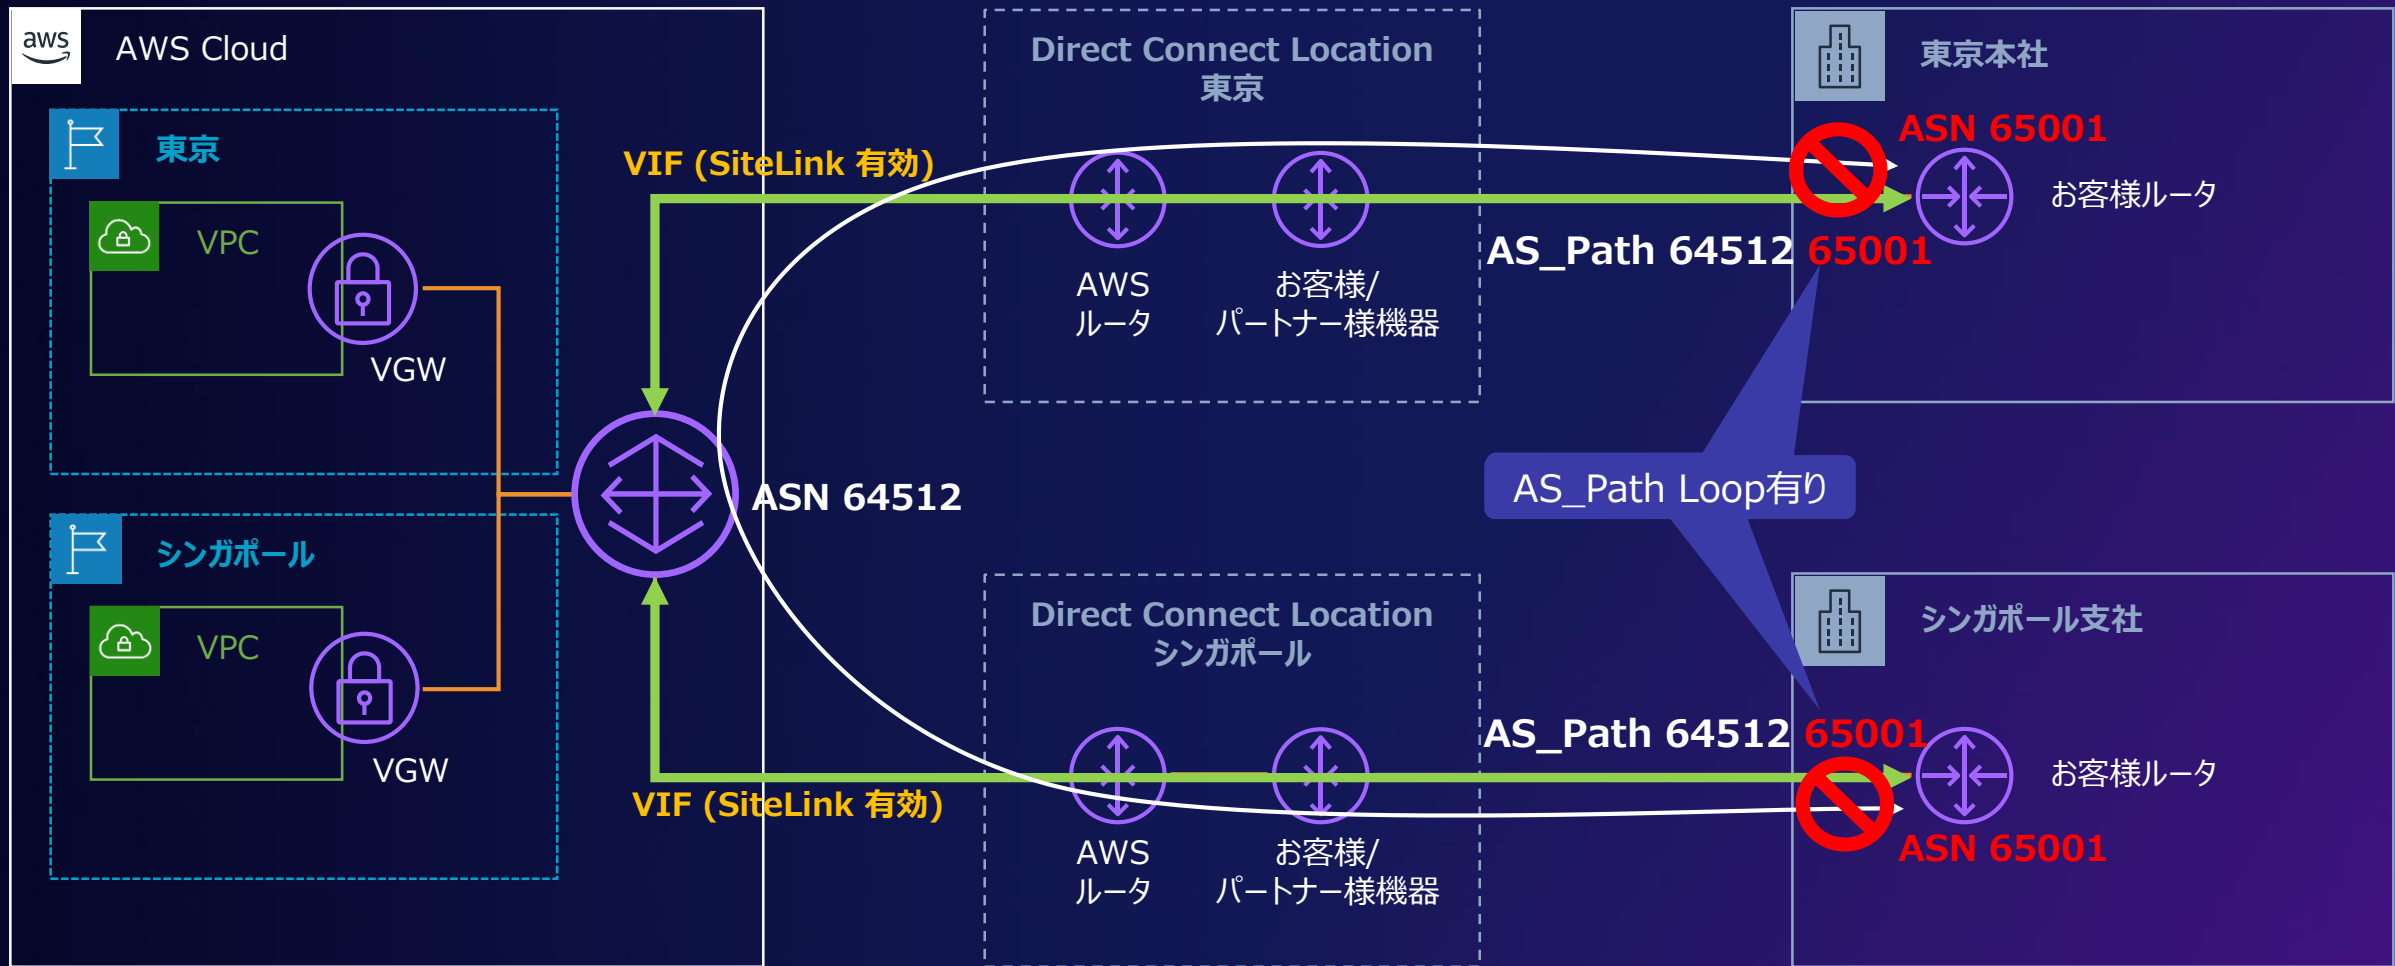 aws
AWS Cloud
東京
VPC
VGW
シンガポール
VPC
VGW
VIF (SiteLink 有効)
ASN 64512
VIF (SiteLink 有効)
Direct Connect Location
東京
AWS
ルータ
お客様/
パートナー様機器
Direct Connect Location
シンガポール
AWS
ルータ
お客様/
パートナー様機器
東京本社
ASN 65001
お客様ルータ
AS_Path 64512 65001
AS_Path Loop有り
シンガポール支社
AS_Path 64512 65001
お客様ルータ
ASN 65001